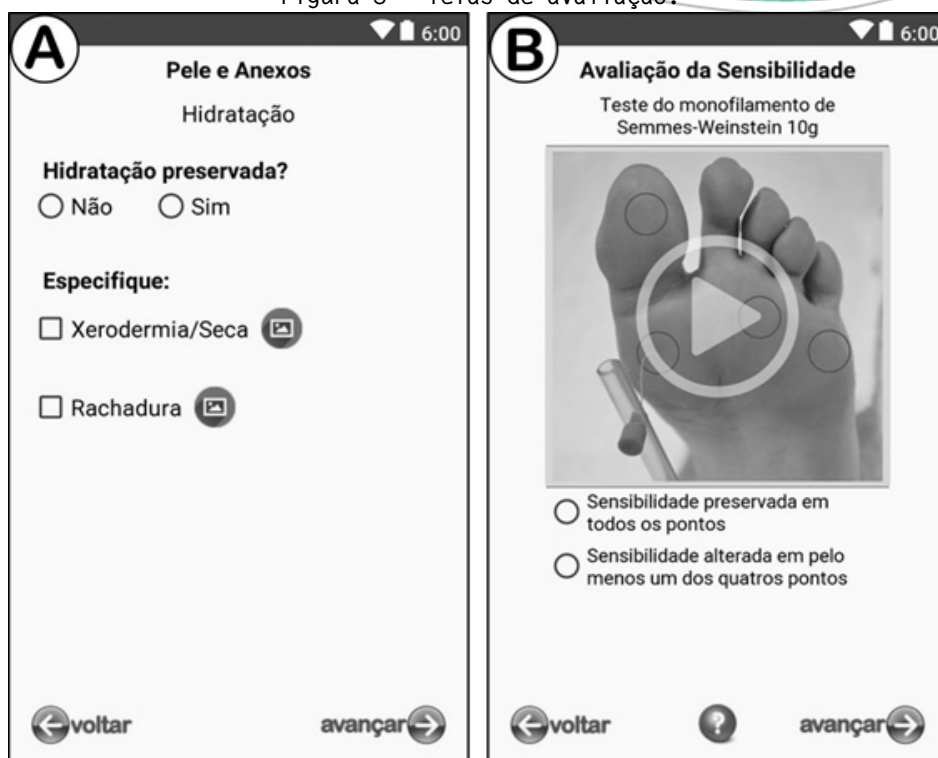 Figura 3 - Telas de avaliação.
A
6:00
Pele e Anexos
Hidratação
Hidratação preservada?
Não
Sim
Especifique:
Xerodermia/Seca
Rachadura
voltar
avançar
B
6:00
Avaliação da Sensibilidade
Teste do monofilamento de
Semmes-Weinstein 10g
Sensibilidade preservada em
todos os pontos
Sensibilidade alterada em pelo
menos um dos quatros pontos
voltar
?
avançar